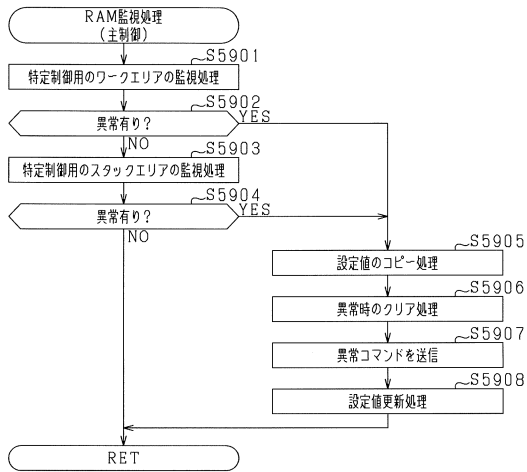 RAM監視処理
(主制御)
S5901
特定制御用のワークエリアの監視処理
S5902
異常有り?
YES
NO
S5903
特定制御用のスタックエリアの監視処理
S5904
異常有り?
YES
NO
S5905
設定値のコピー処理
S5906
異常時のクリア処理
S5907
異常コマンドを送信
S5908
設定値更新処理
RET